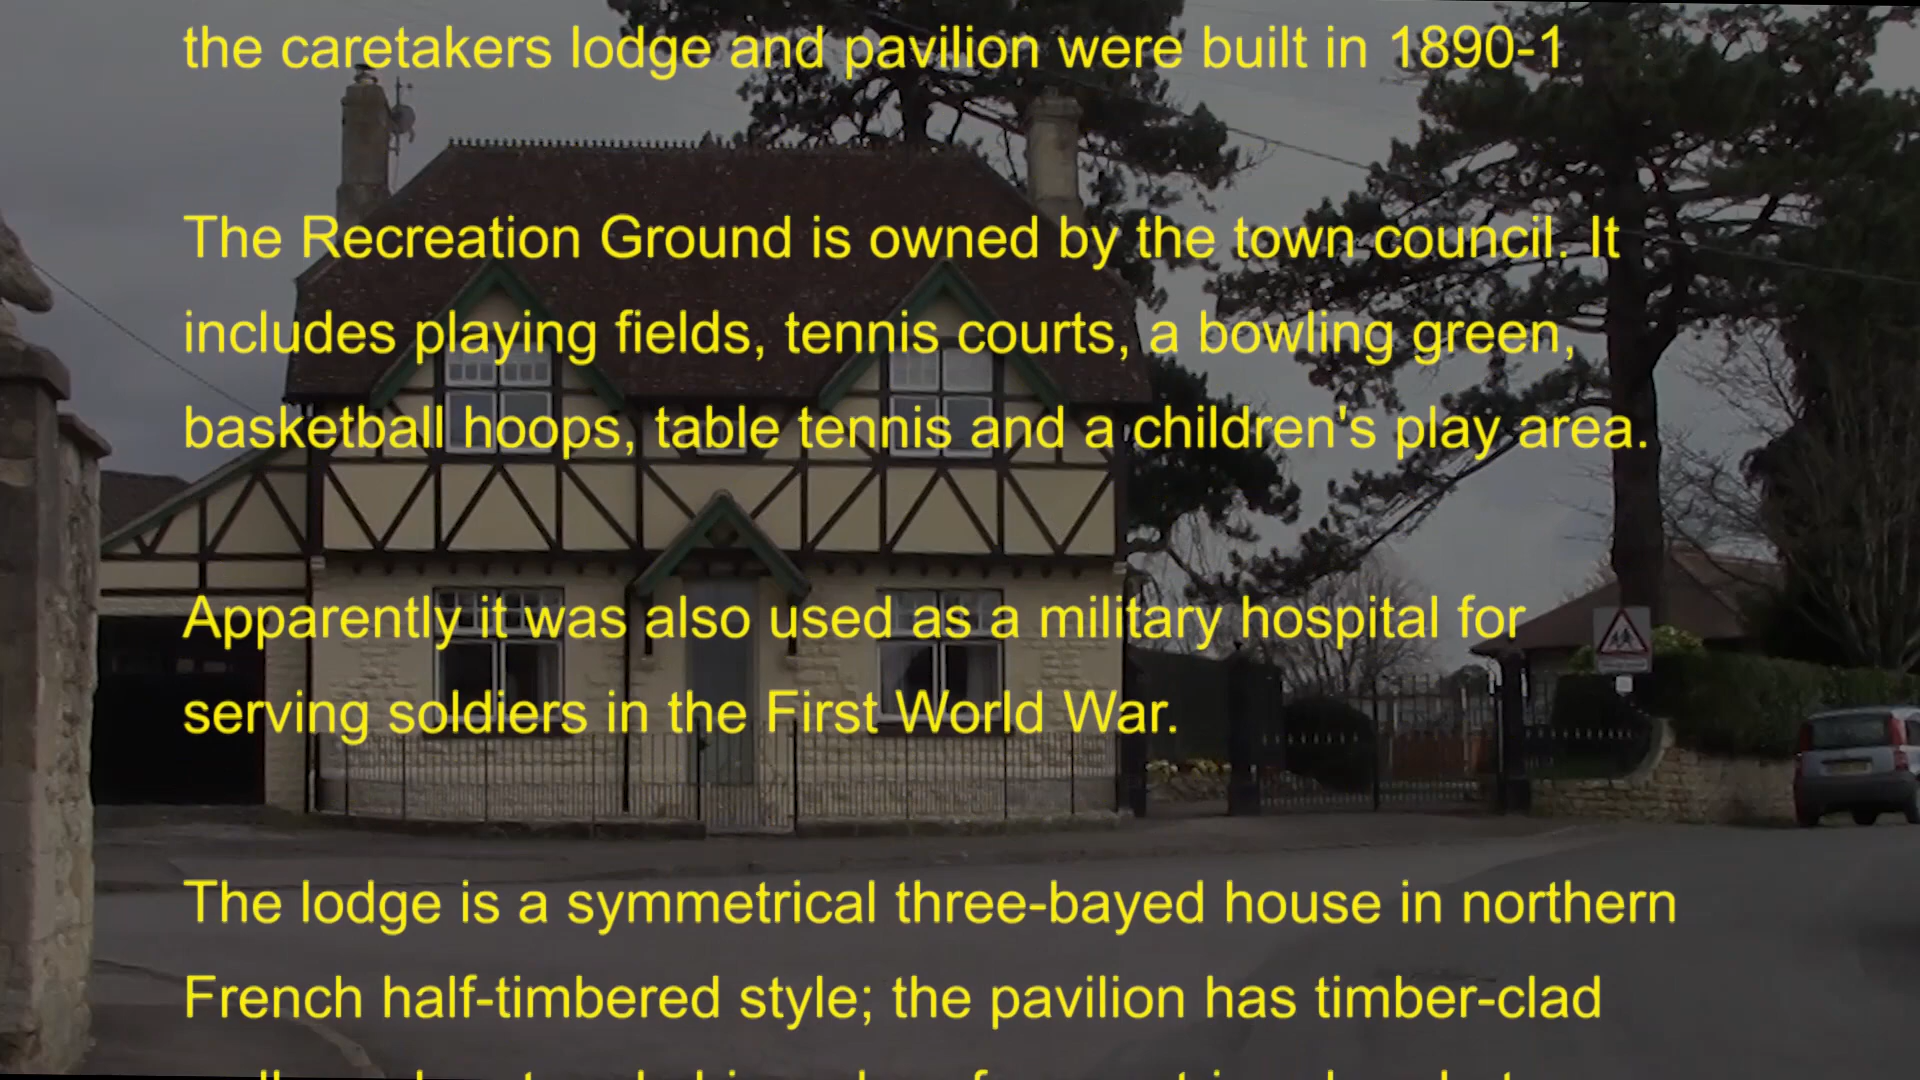 the caretakers lodge and pavilion were built in 1890-1
The Recreation Ground is owned by the town council. It
includes playing fields, tennis courts, a bowling green,
basketball hoops, table tennis and a children's play area.
Apparently it was also used as a military hospital for
serving soldiers in the First World War.
The lodge is a symmetrical three-bayed house in northern
French half-timbered style; the pavilion has timber-clad